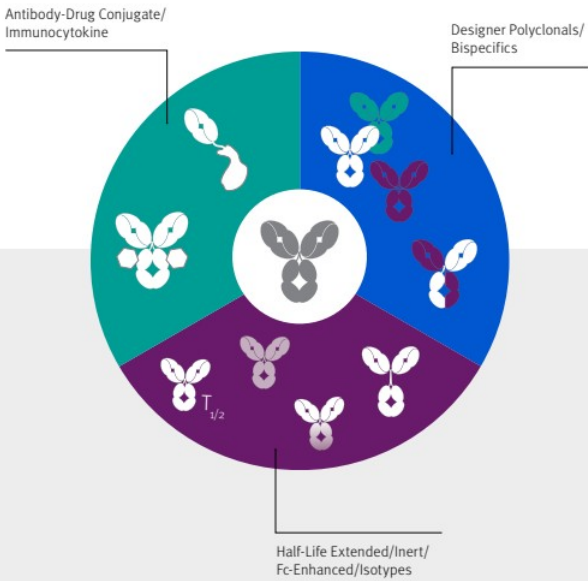 Antibody-Drug Conjugate/
Immunocytokine
Designer Polyclonals/
Bispecifics
T1/2
Half-Life Extended/Inert/
Fc-Enhanced/Isotypes